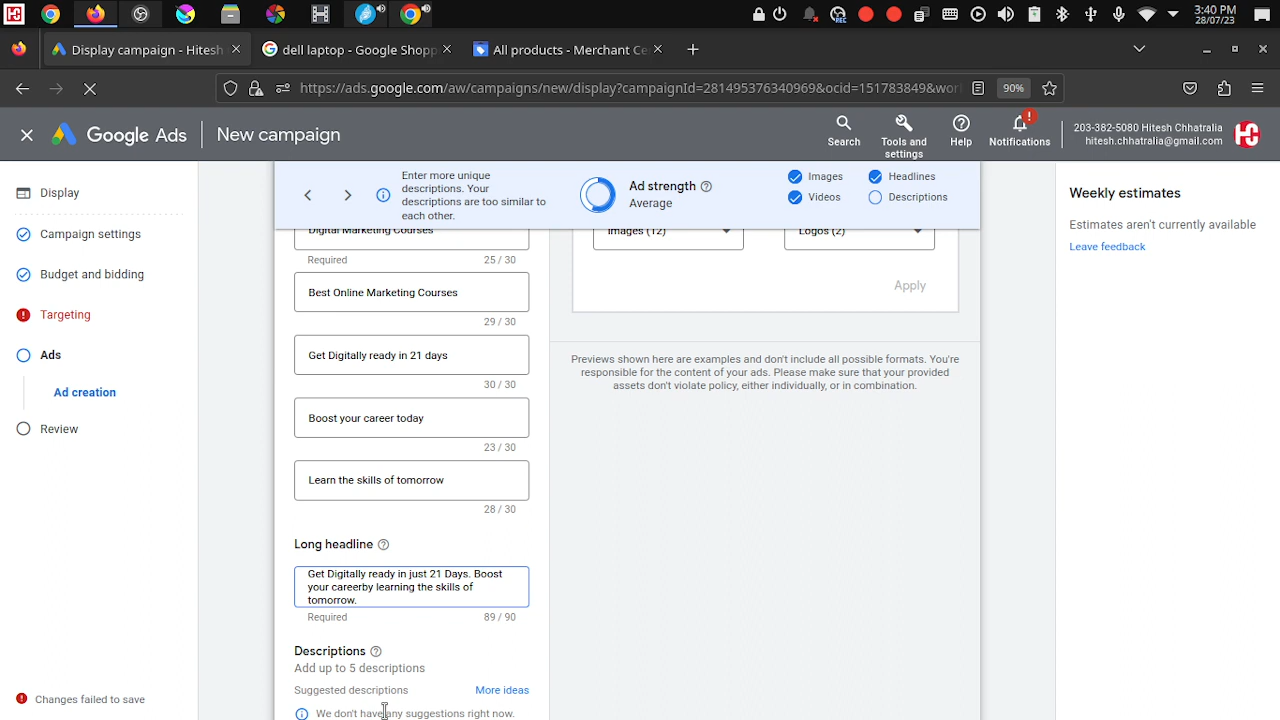 3:40 PM
28/07/23
Display campaign - Hitesh
dell laptop - Google Shopp
All products - Merchant Ce
https://ads.google.com/aw/campaigns/new/display?campaignId=281495376340969&ocid=151783849&wor
90%
Google Ads
New campaign
Search
Tools and
settings
Help
Notifications
203-382-5080 Hitesh Chhatralia
hitesh.chhatralia@gmail.com
Display
Campaign settings
Budget and bidding
Targeting
Ads
Ad creation
Review
Changes failed to save
Enter more unique
descriptions. Your
descriptions are too similar to
each other.
Ad strength
Average
Images
Headlines
Videos
Descriptions
Digital Marketing Courses
Required
25 / 30
Best Online Marketing Courses
29 / 30
Get Digitally ready in 21 days
30 / 30
Boost your career today
23 / 30
Learn the skills of tomorrow
28 / 30
Long headline
Get Digitally ready in just 21 Days. Boost
your careerby learning the skills of
tomorrow.
Required
89 / 90
Descriptions
Add up to 5 descriptions
Suggested descriptions
More ideas
We don't have any suggestions right now.
Images (12)
Logos (2)
Apply
Previews shown here are examples and don't include all possible formats. You're
responsible for the content of your ads. Please make sure that your provided
assets don't violate policy, either individually, or in combination.
Weekly estimates
Estimates aren't currently available
Leave feedback